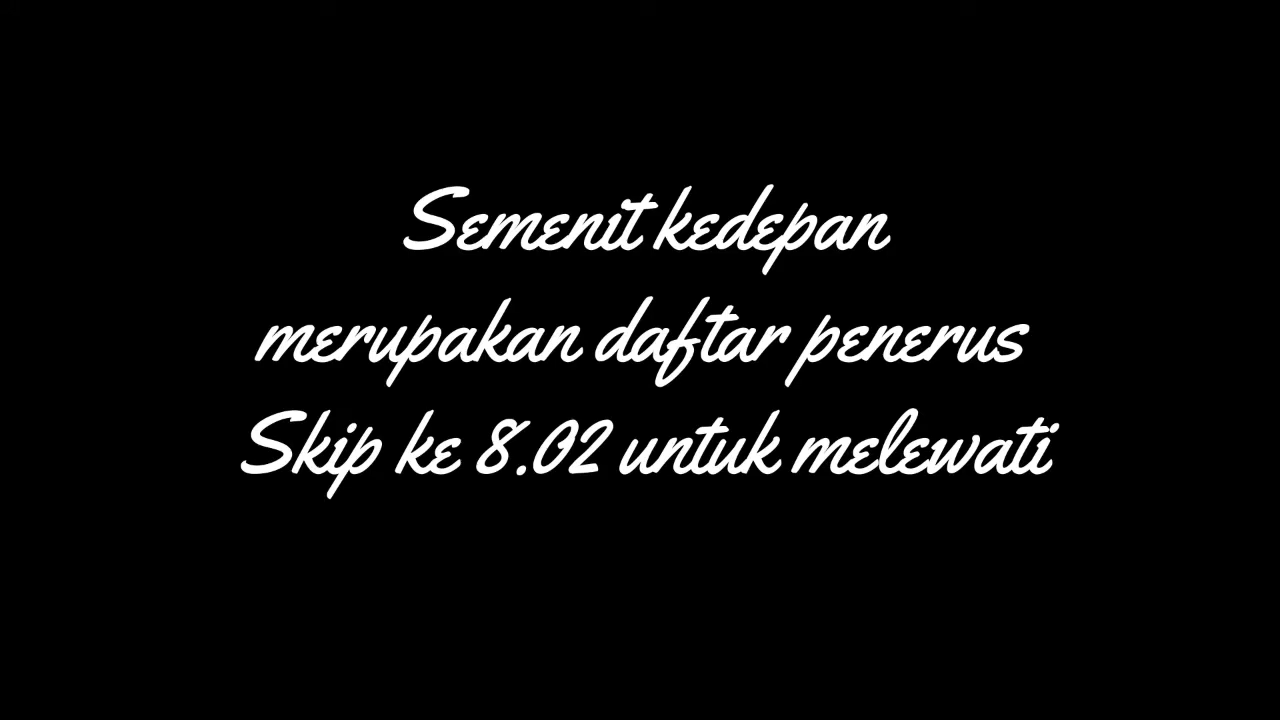 Semenit kedepan
merupakan daftar penerus
Skip ke 8.02 untuk melewati